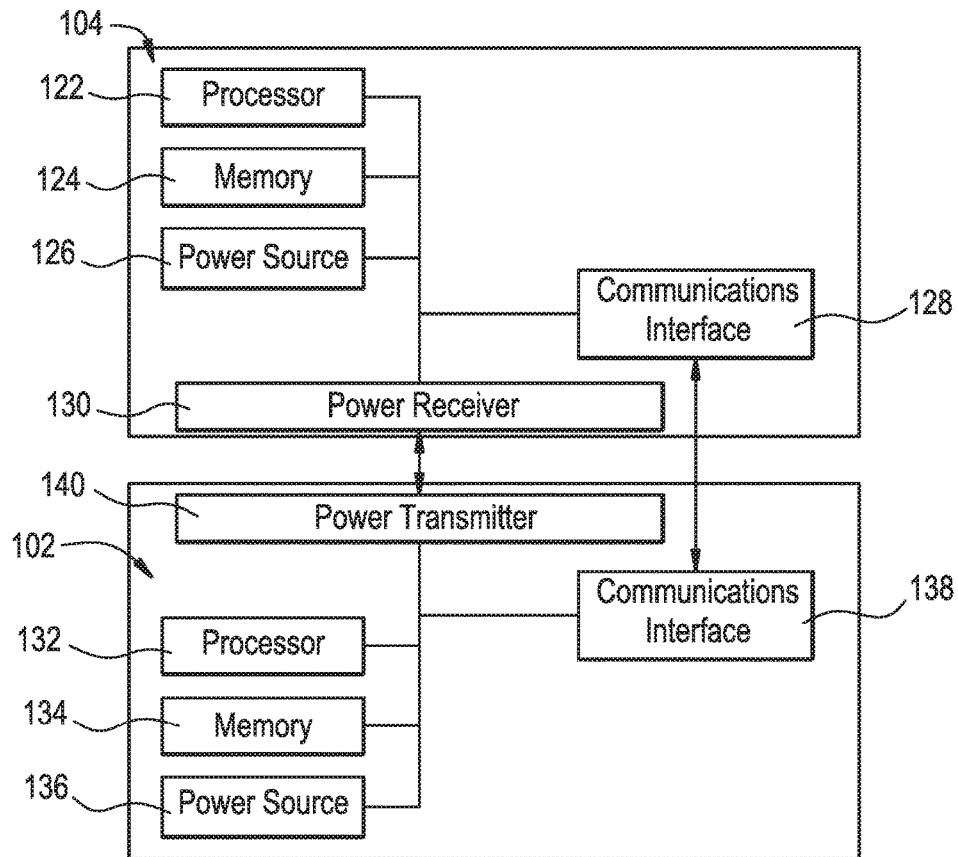 104
122
Processor
124
Memory
126
Power Source
Communications
Interface
128
130
Power Receiver
140
Power Transmitter
102
Communications
Interface
138
132
Processor
134
Memory
136
Power Source